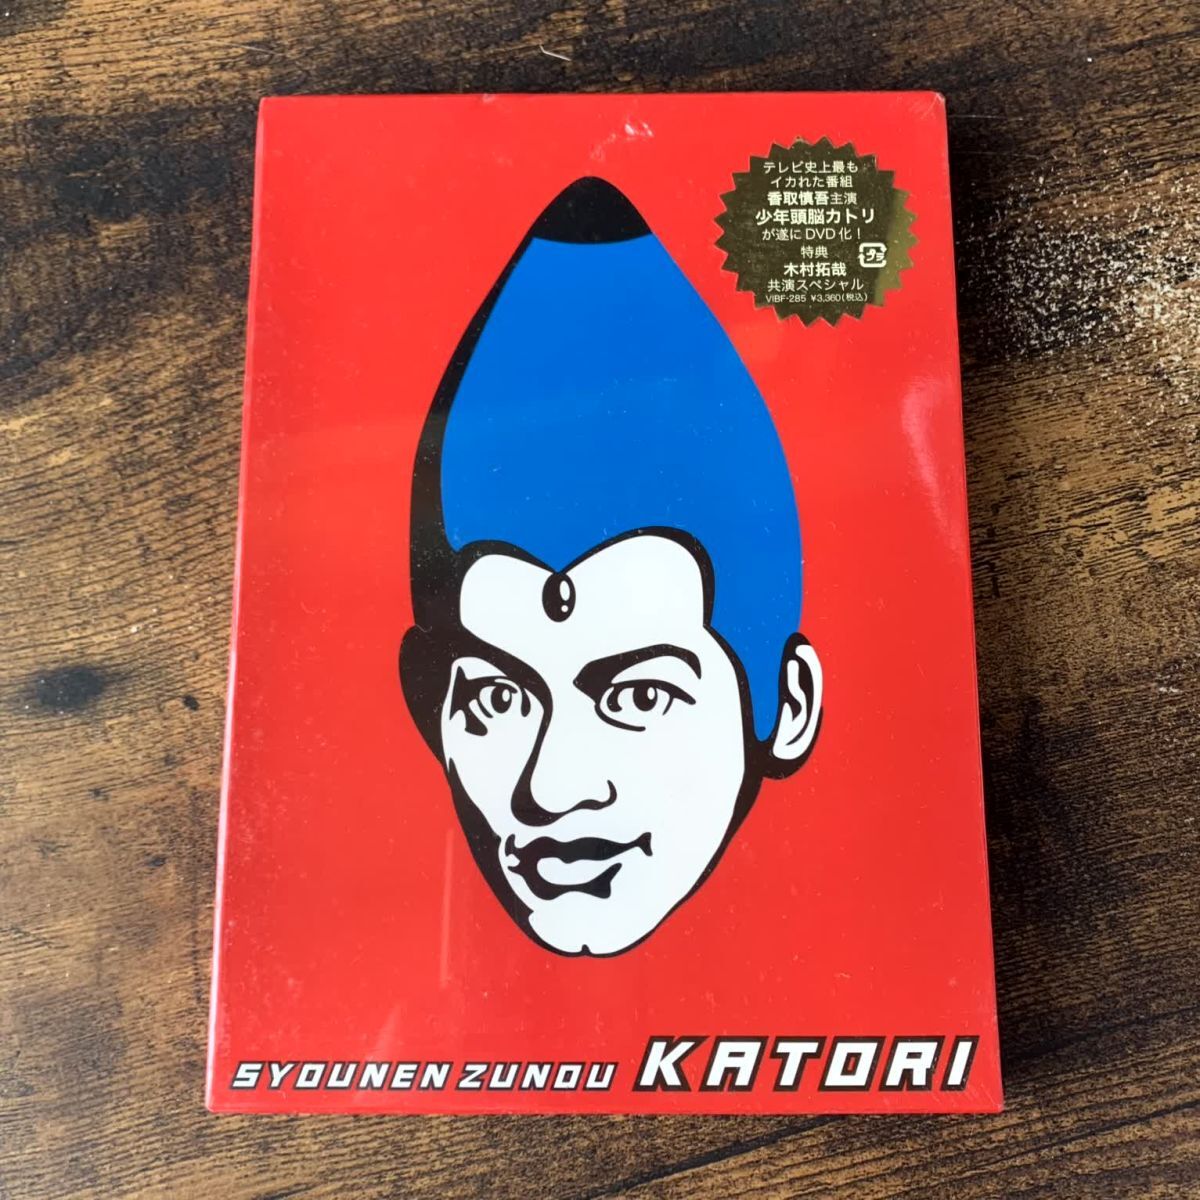 テレビ史上最も
イカれた番組
香取慎吾主演
少年頭脳カトリ
が遂にDVD化!
特典
プラ
木村拓哉
共演スペシャル
VIBF-285 ¥3,360(税込)
SYOUNEN ZUNOU KATORI